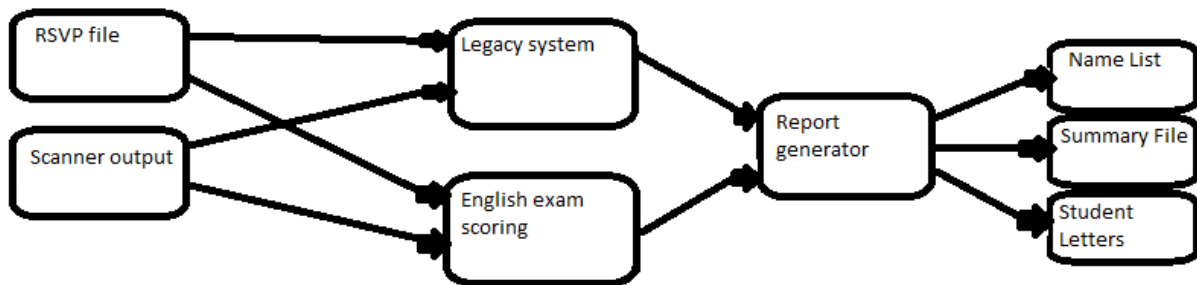 RSVP file
Scanner output
Legacy system
English exam
scoring
Report
generator
Name List
Summary File
Student
Letters